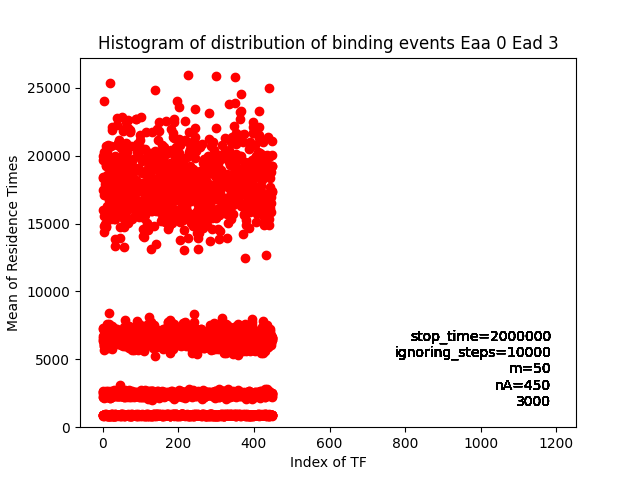 Histogram of distribution of binding events Eaa 0 Ead 3
Mean of Residence Times
25000
20000
15000
10000
5000
0
stop_time=2000000
ignoring_steps=10000
m=50
nA=450
3000
0 200 400 600 800 1000 1200
Index of TF